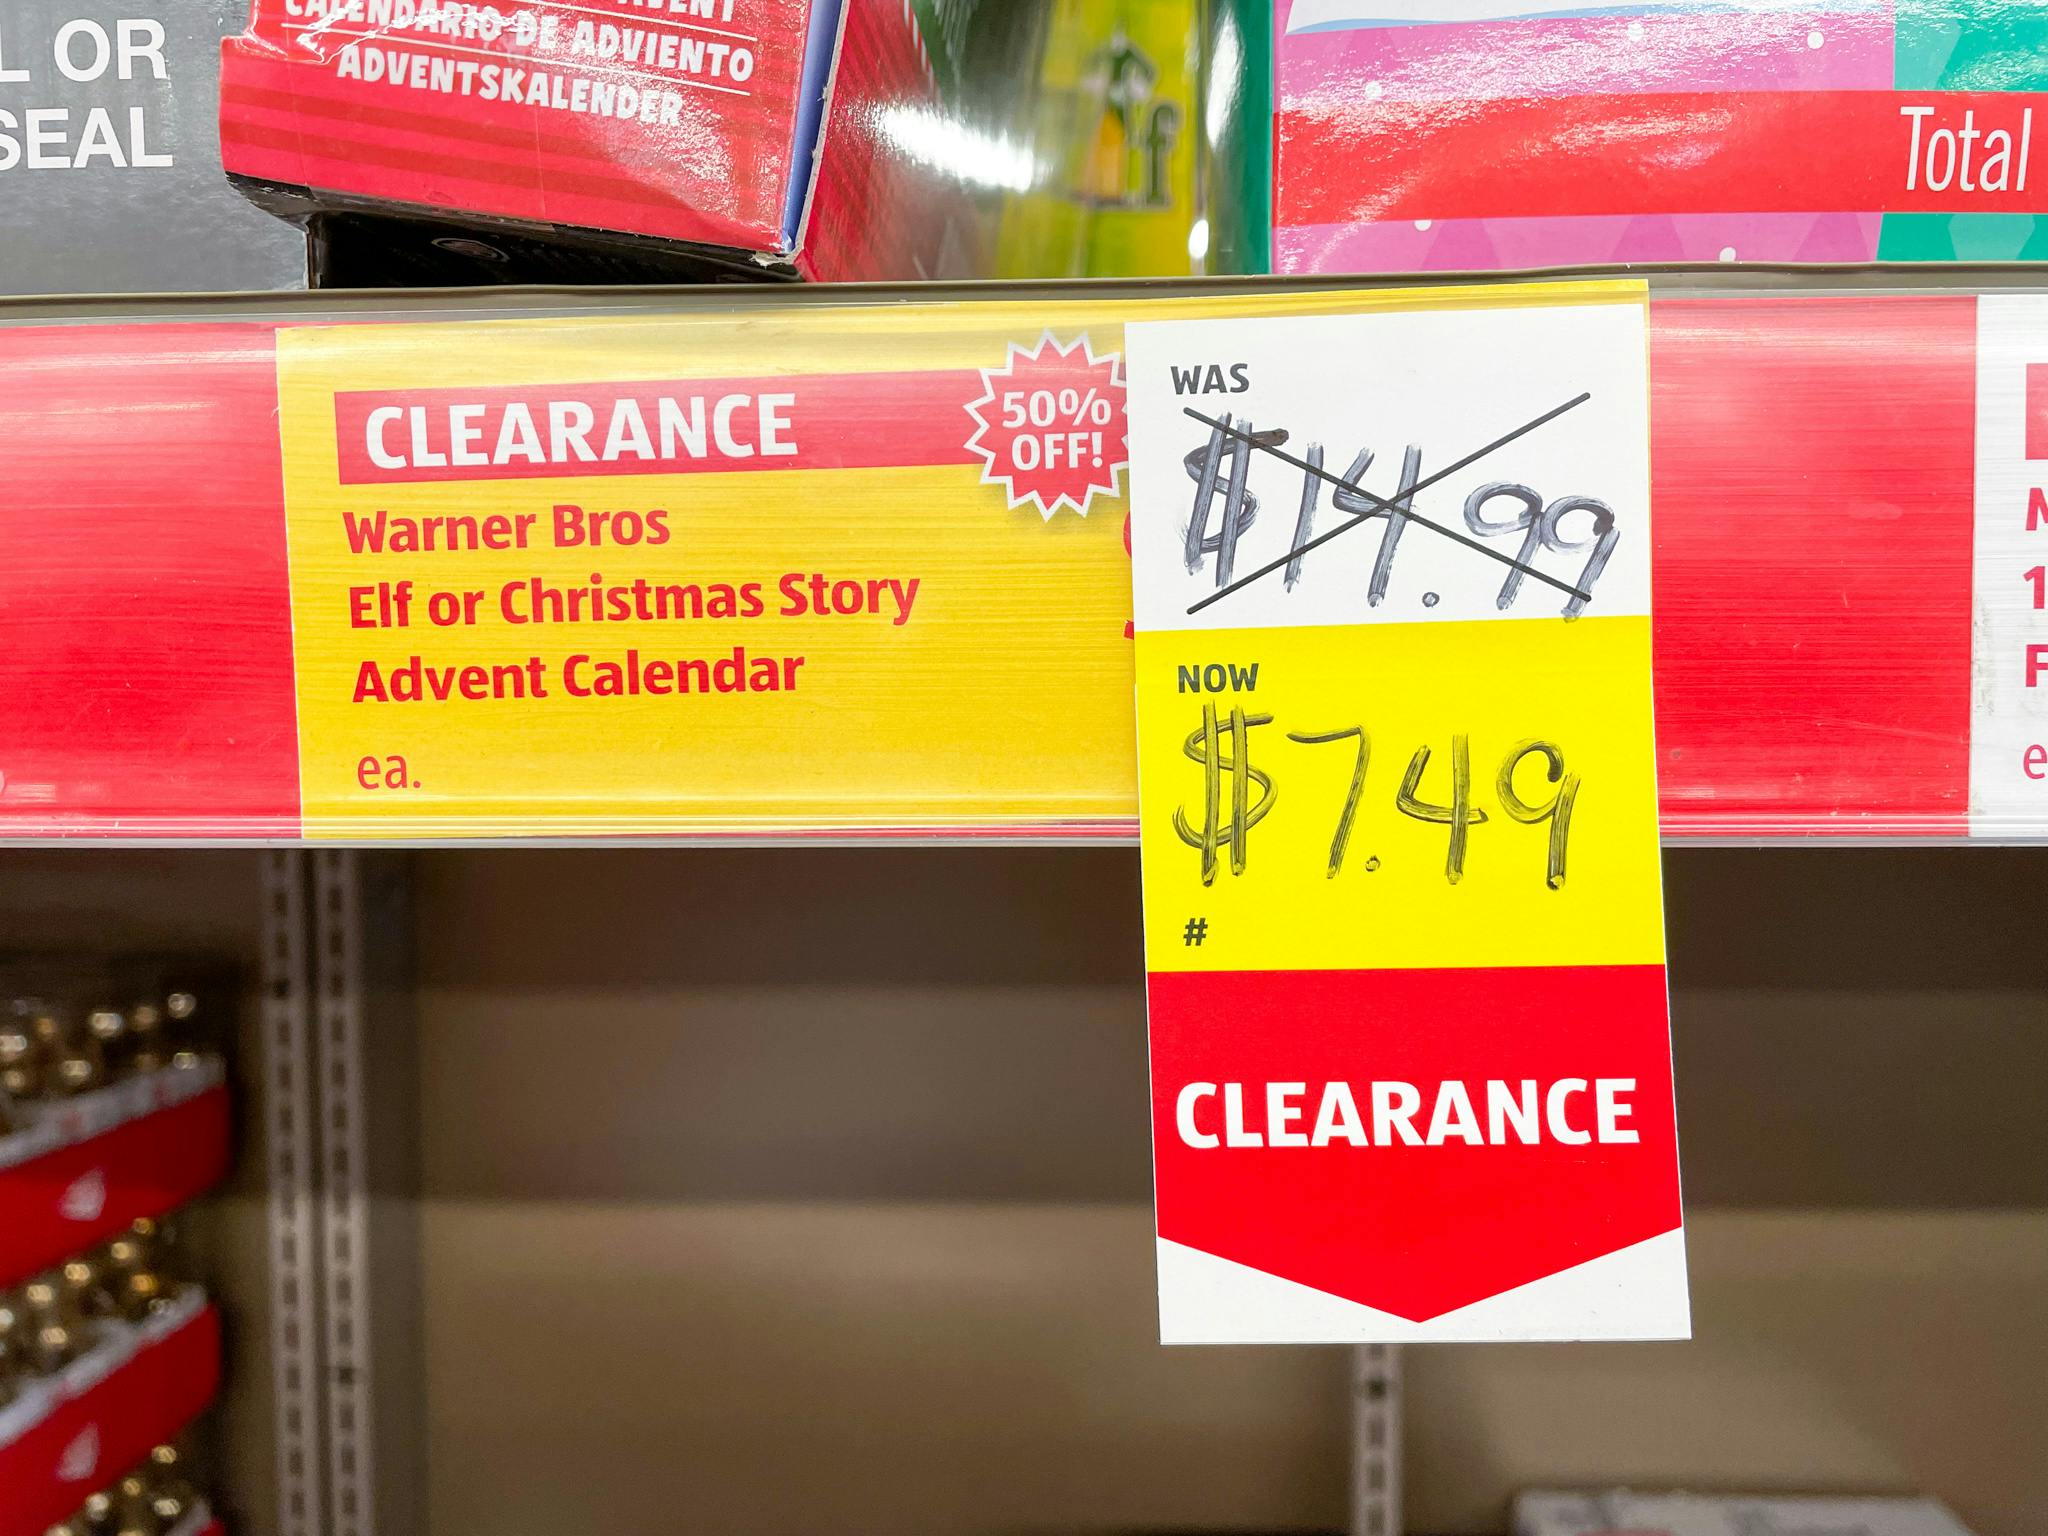 L OR
SEAL
CALENDARIO DE ADVIENTO
ADVENTSKALENDER
Total
CLEARANCE
50%
OFF!
Warner Bros
Elf or Christmas Story
Advent Calendar
ea.
WAS
$14.99
NOW
$7.49
#
CLEARANCE